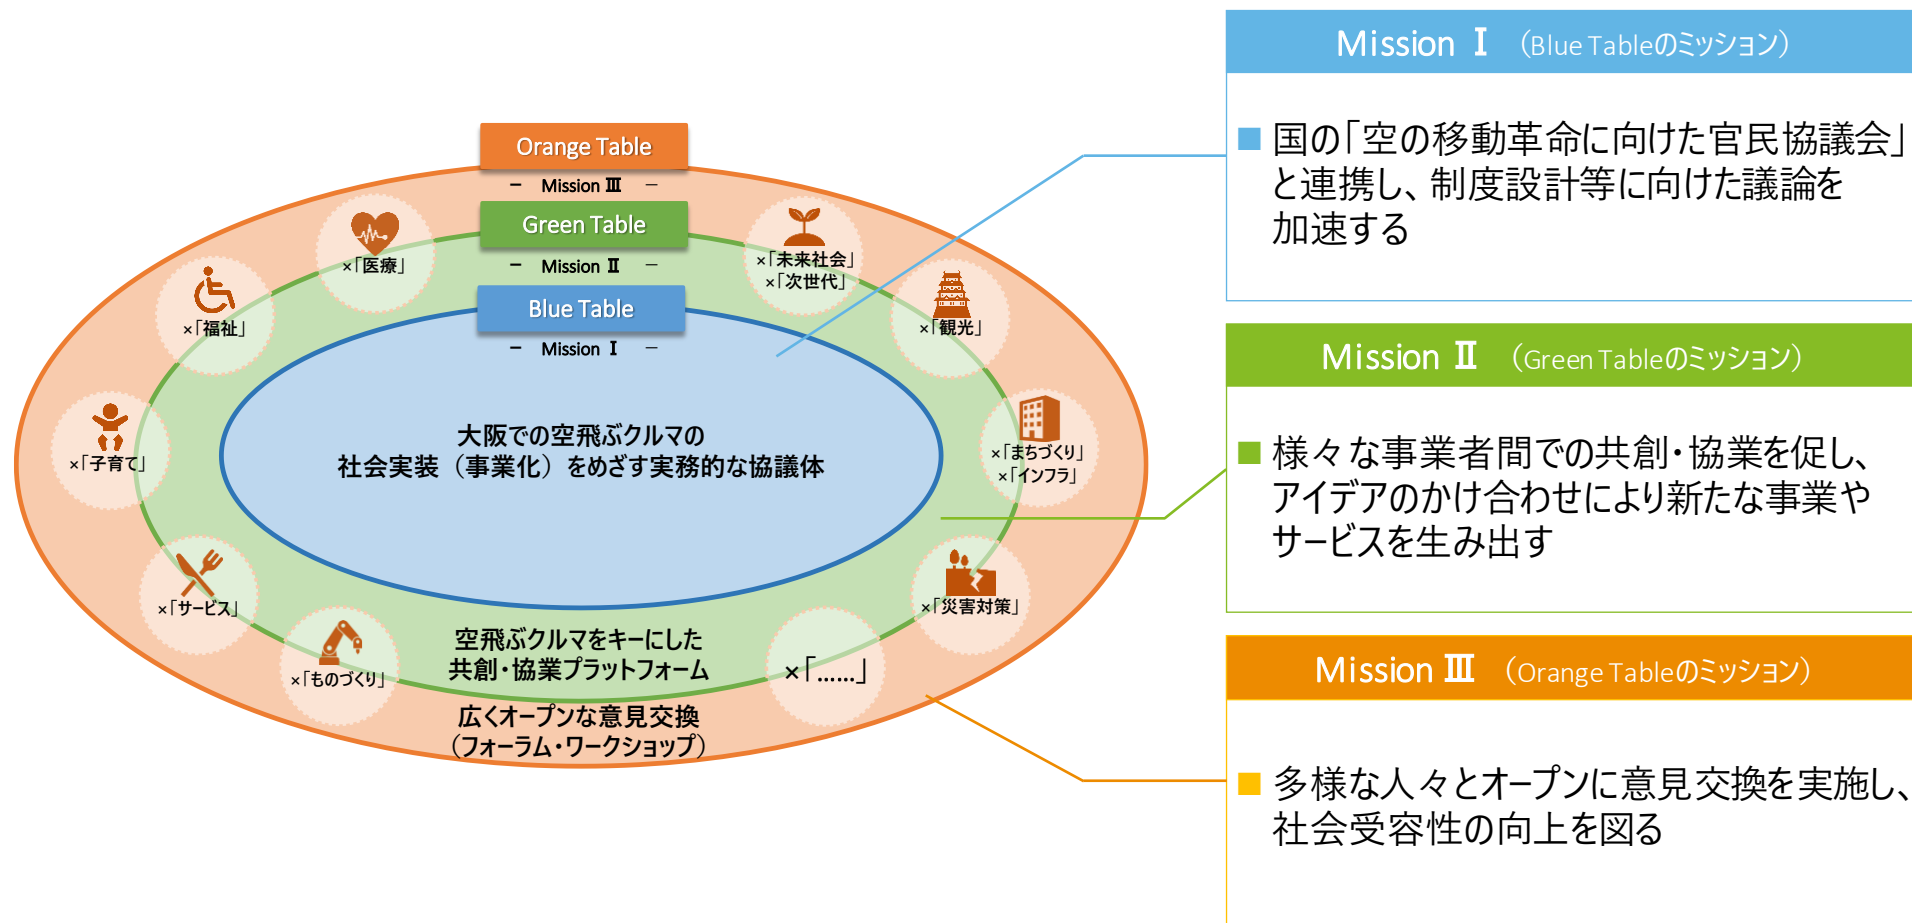 Orange Table
－ Mission Ⅲ －
Green Table
－ Mission Ⅱ －
Blue Table
－ Mission Ⅰ －
×「医療」
×「福祉」
×「子育て」
×「サービス」
×「ものづくり」
×「未来社会」
×「次世代」
×「観光」
×「まちづくり」
×「インフラ」
×「災害対策」
×「……」
大阪での空飛ぶクルマの
社会実装（事業化）をめざす実務的な協議体
空飛ぶクルマをキーにした
共創・協業プラットフォーム
広くオープンな意見交換
（フォーラム・ワークショップ）
Mission Ⅰ （Blue Tableのミッション）
■ 国の「空の移動革命に向けた官民協議会」
と連携し、制度設計等に向けた議論を
加速する
Mission Ⅱ （Green Tableのミッション）
■ 様々な事業者間での共創・協業を促し、
アイデアのかけ合わせにより新たな事業や
サービスを生み出す
Mission Ⅲ （Orange Tableのミッション）
■ 多様な人々とオープンに意見交換を実施し、
社会受容性の向上を図る